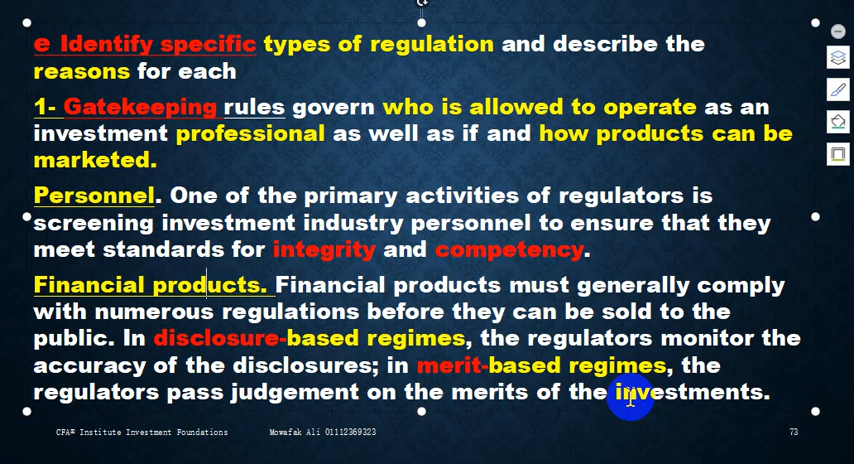 e Identify specific types of regulation and describe the
reasons for each
1- Gatekeeping rules govern who is allowed to operate as an
investment professional as well as if and how products can be
marketed.
Personnel. One of the primary activities of regulators is
screening investment industry personnel to ensure that they
meet standards for integrity and competency.
Financial products. Financial products must generally comply
with numerous regulations before they can be sold to the
public. In disclosure-based regimes, the regulators monitor the
accuracy of the disclosures; in merit-based regimes, the
regulators pass judgement on the merits of the investments.
CFA® Institute Investment Foundations Mowafak Ali 01112369323 73